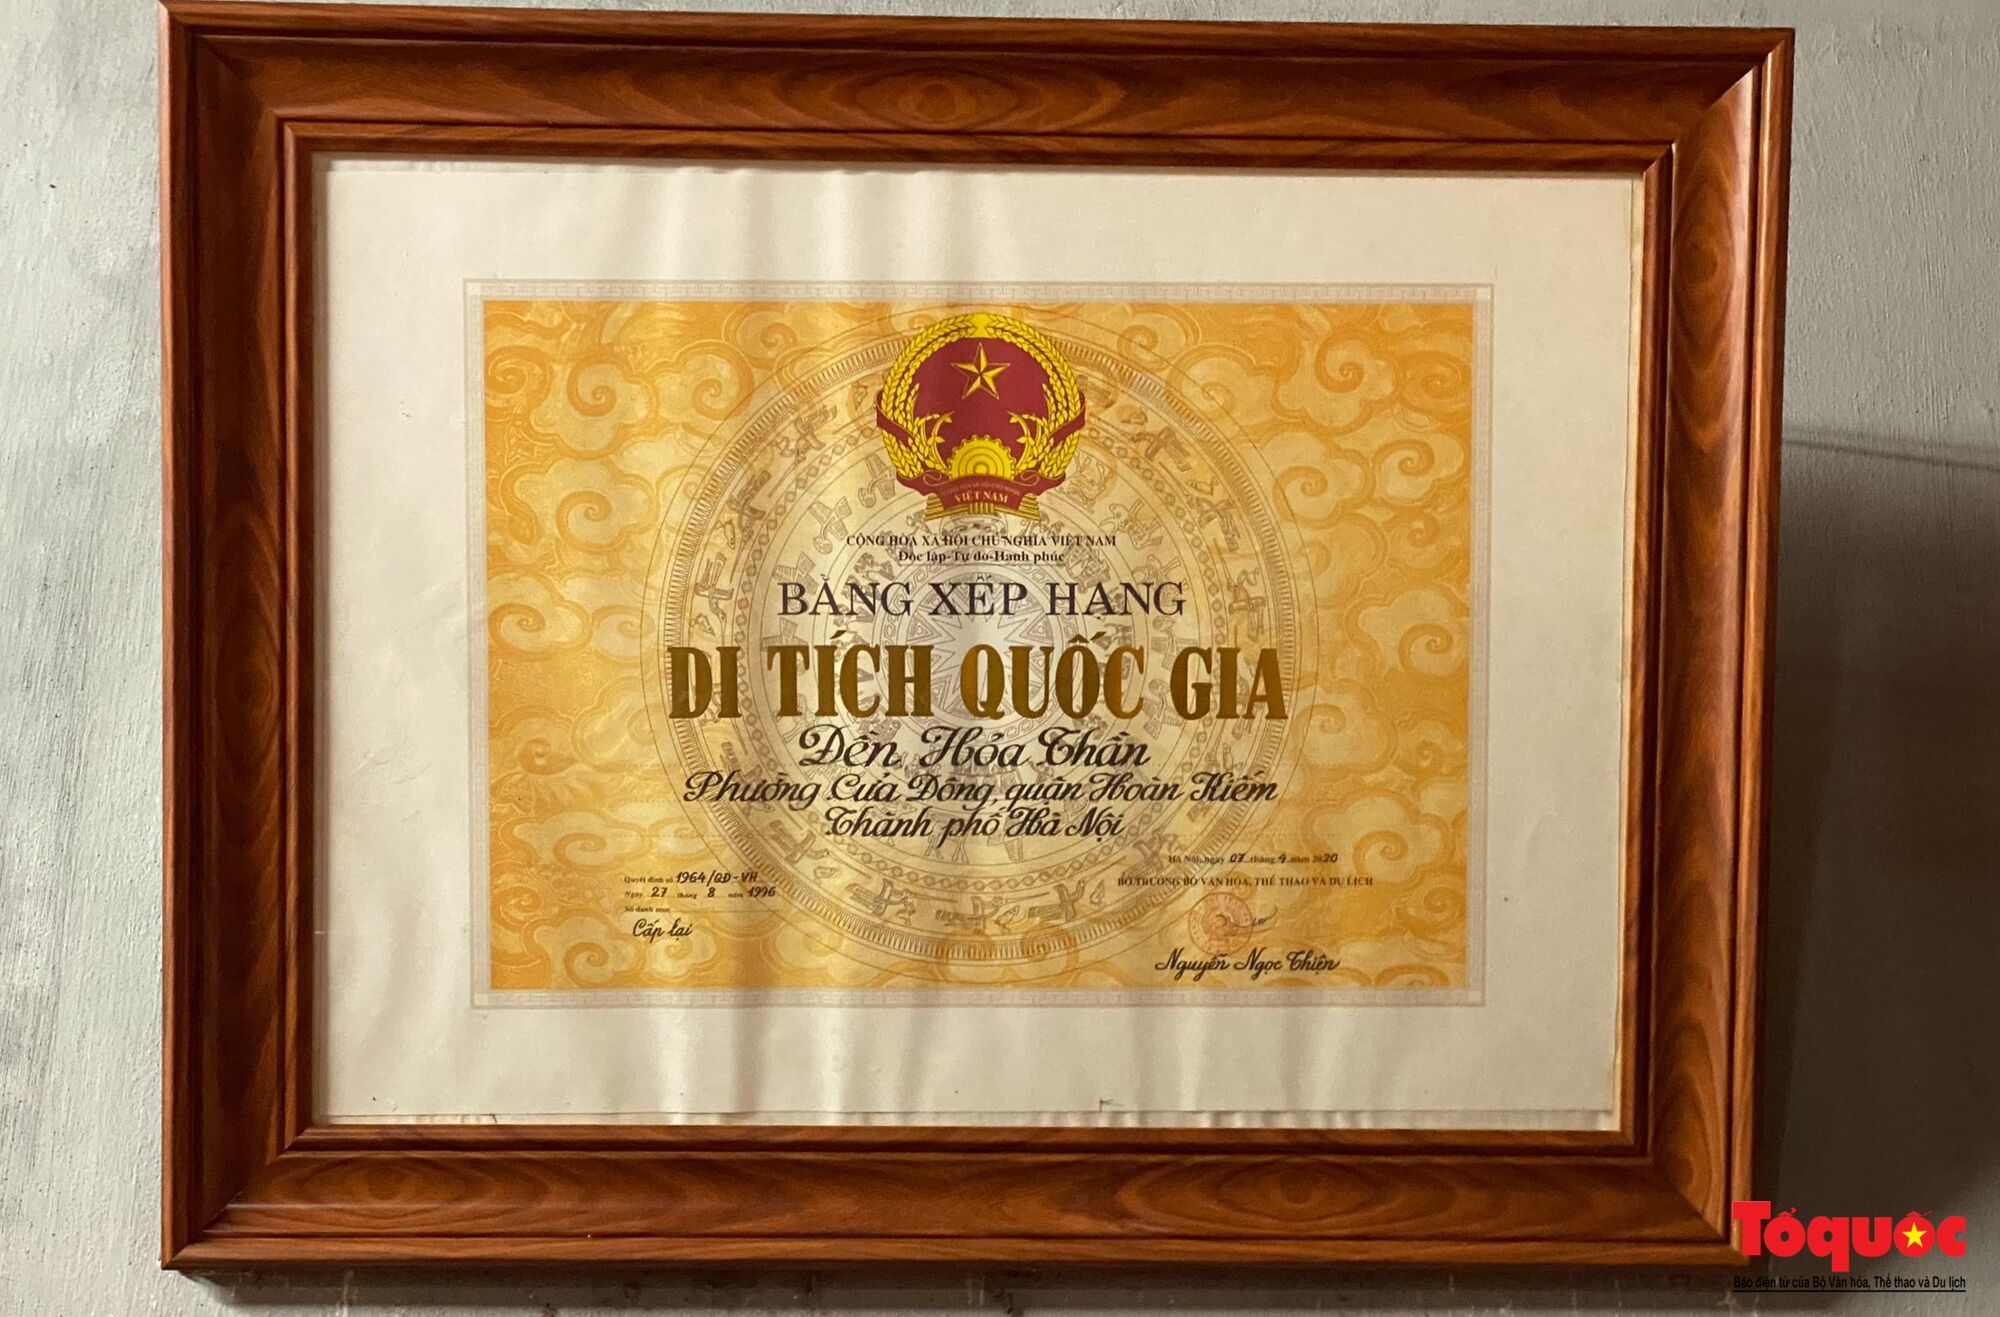 VIỆT NAM
CỘNG HÒA XÃ HỘI CHỦ NGHĨA VIỆT NAM
Độc lập-Tự do-Hạnh phúc
BẰNG XẾP HẠNG
DI TÍCH QUỐC GIA
Đền Hỏa Thần
Phường Cửa Đông, quận Hoàn Kiếm
Thành phố Hà Nội
Hà Nội, ngày 07 tháng 4 năm 2020
Quyết định số 1964/QĐ-VH
BỘ TRƯỞNG BỘ VĂN HÓA, THỂ THAO VÀ DU LỊCH
Ngày 27 tháng 8 năm 1996
Số danh mục
Cấp lại
Nguyễn Ngọc Thiện
Tổ quốc
Báo điện tử của Bộ Văn hóa, Thể thao và Du lịch